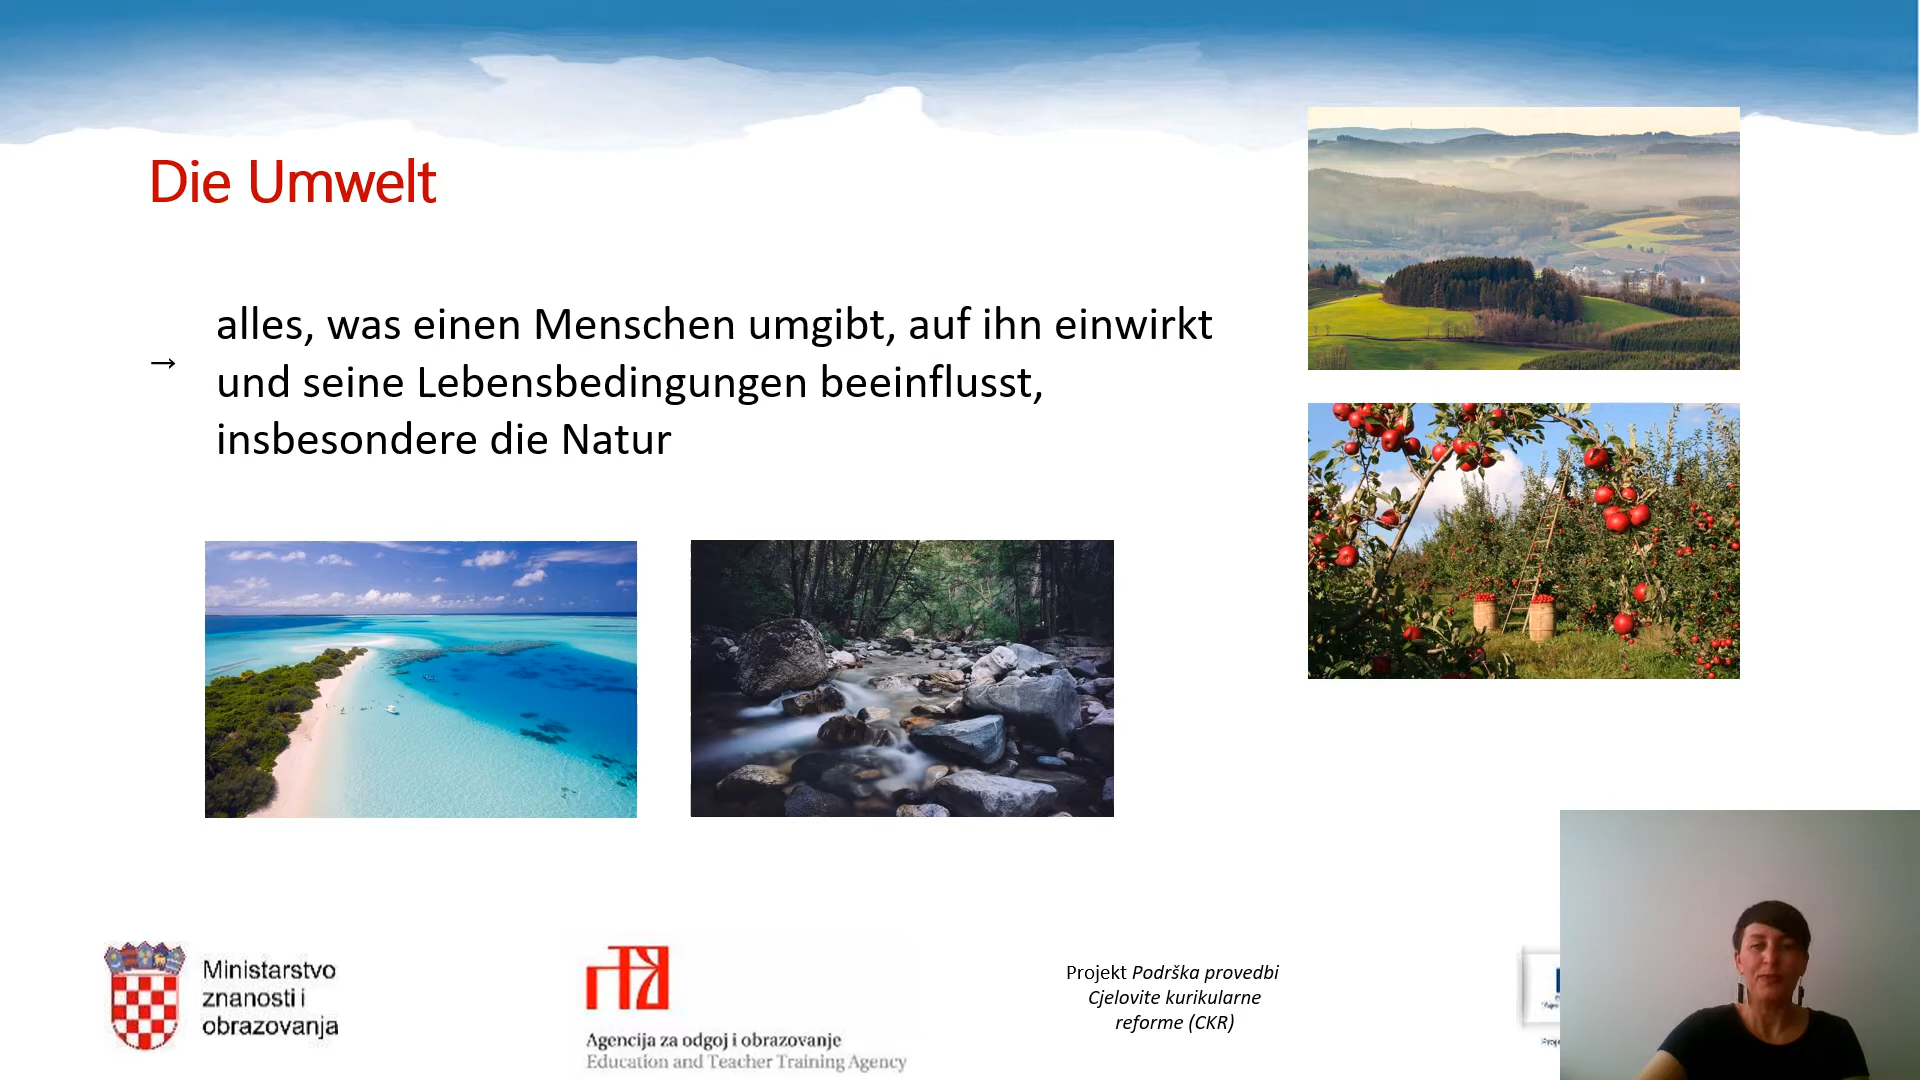 Die Umwelt
→ alles, was einen Menschen umgibt, auf ihn einwirkt
und seine Lebensbedingungen beeinflusst,
insbesondere die Natur
Ministarstvo
znanosti i
obrazovanja
Agencija za odgoj i obrazovanje
Education and Teacher Training Agency
Projekt Podrška provedbi
Cjelovite kurikularne
reforme (CKR)